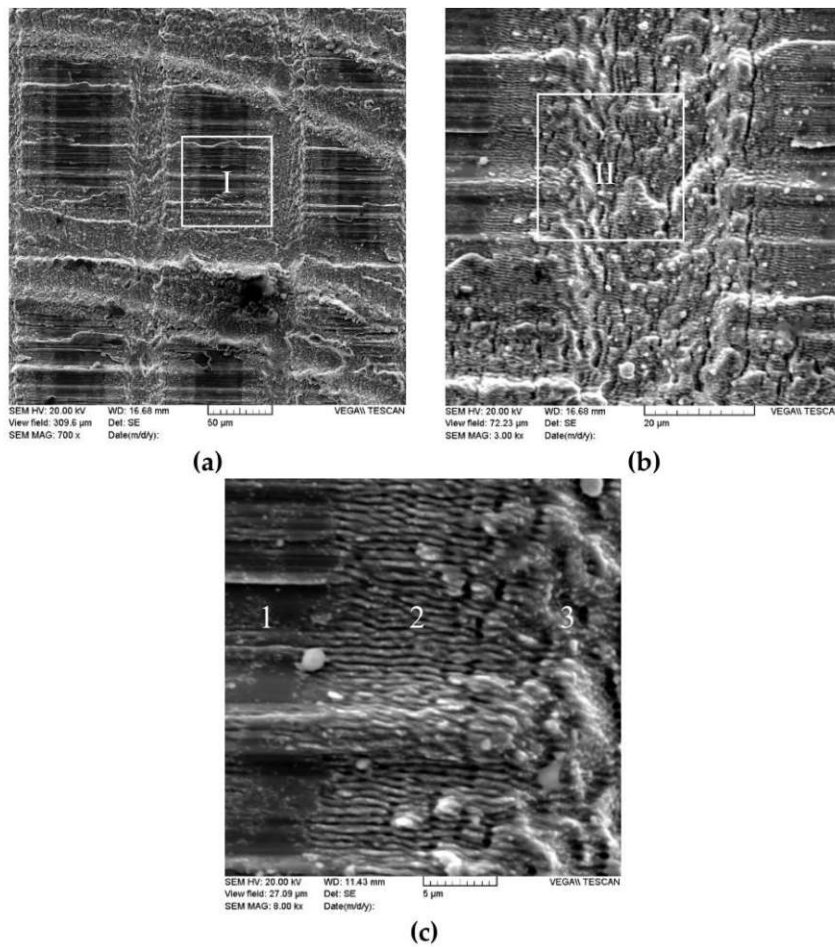 I
SEM HV: 20.00 kV WD: 16.68 mm VEGA\\ TESCAN
View field: 309.6 µm Det: SE 50 µm
SEM MAG: 700 x Date(m/d/y):
(a)
II
SEM HV: 20.00 kV WD: 16.68 mm VEGA\\ TESCAN
View field: 72.23 µm Det: SE 20 µm
SEM MAG: 3.00 kx Date(m/d/y):
(b)
1 2 3
SEM HV: 20.00 kV WD: 11.43 mm VEGA\\ TESCAN
View field: 27.09 µm Det: SE 5 µm
SEM MAG: 8.00 kx Date(m/d/y):
(c)